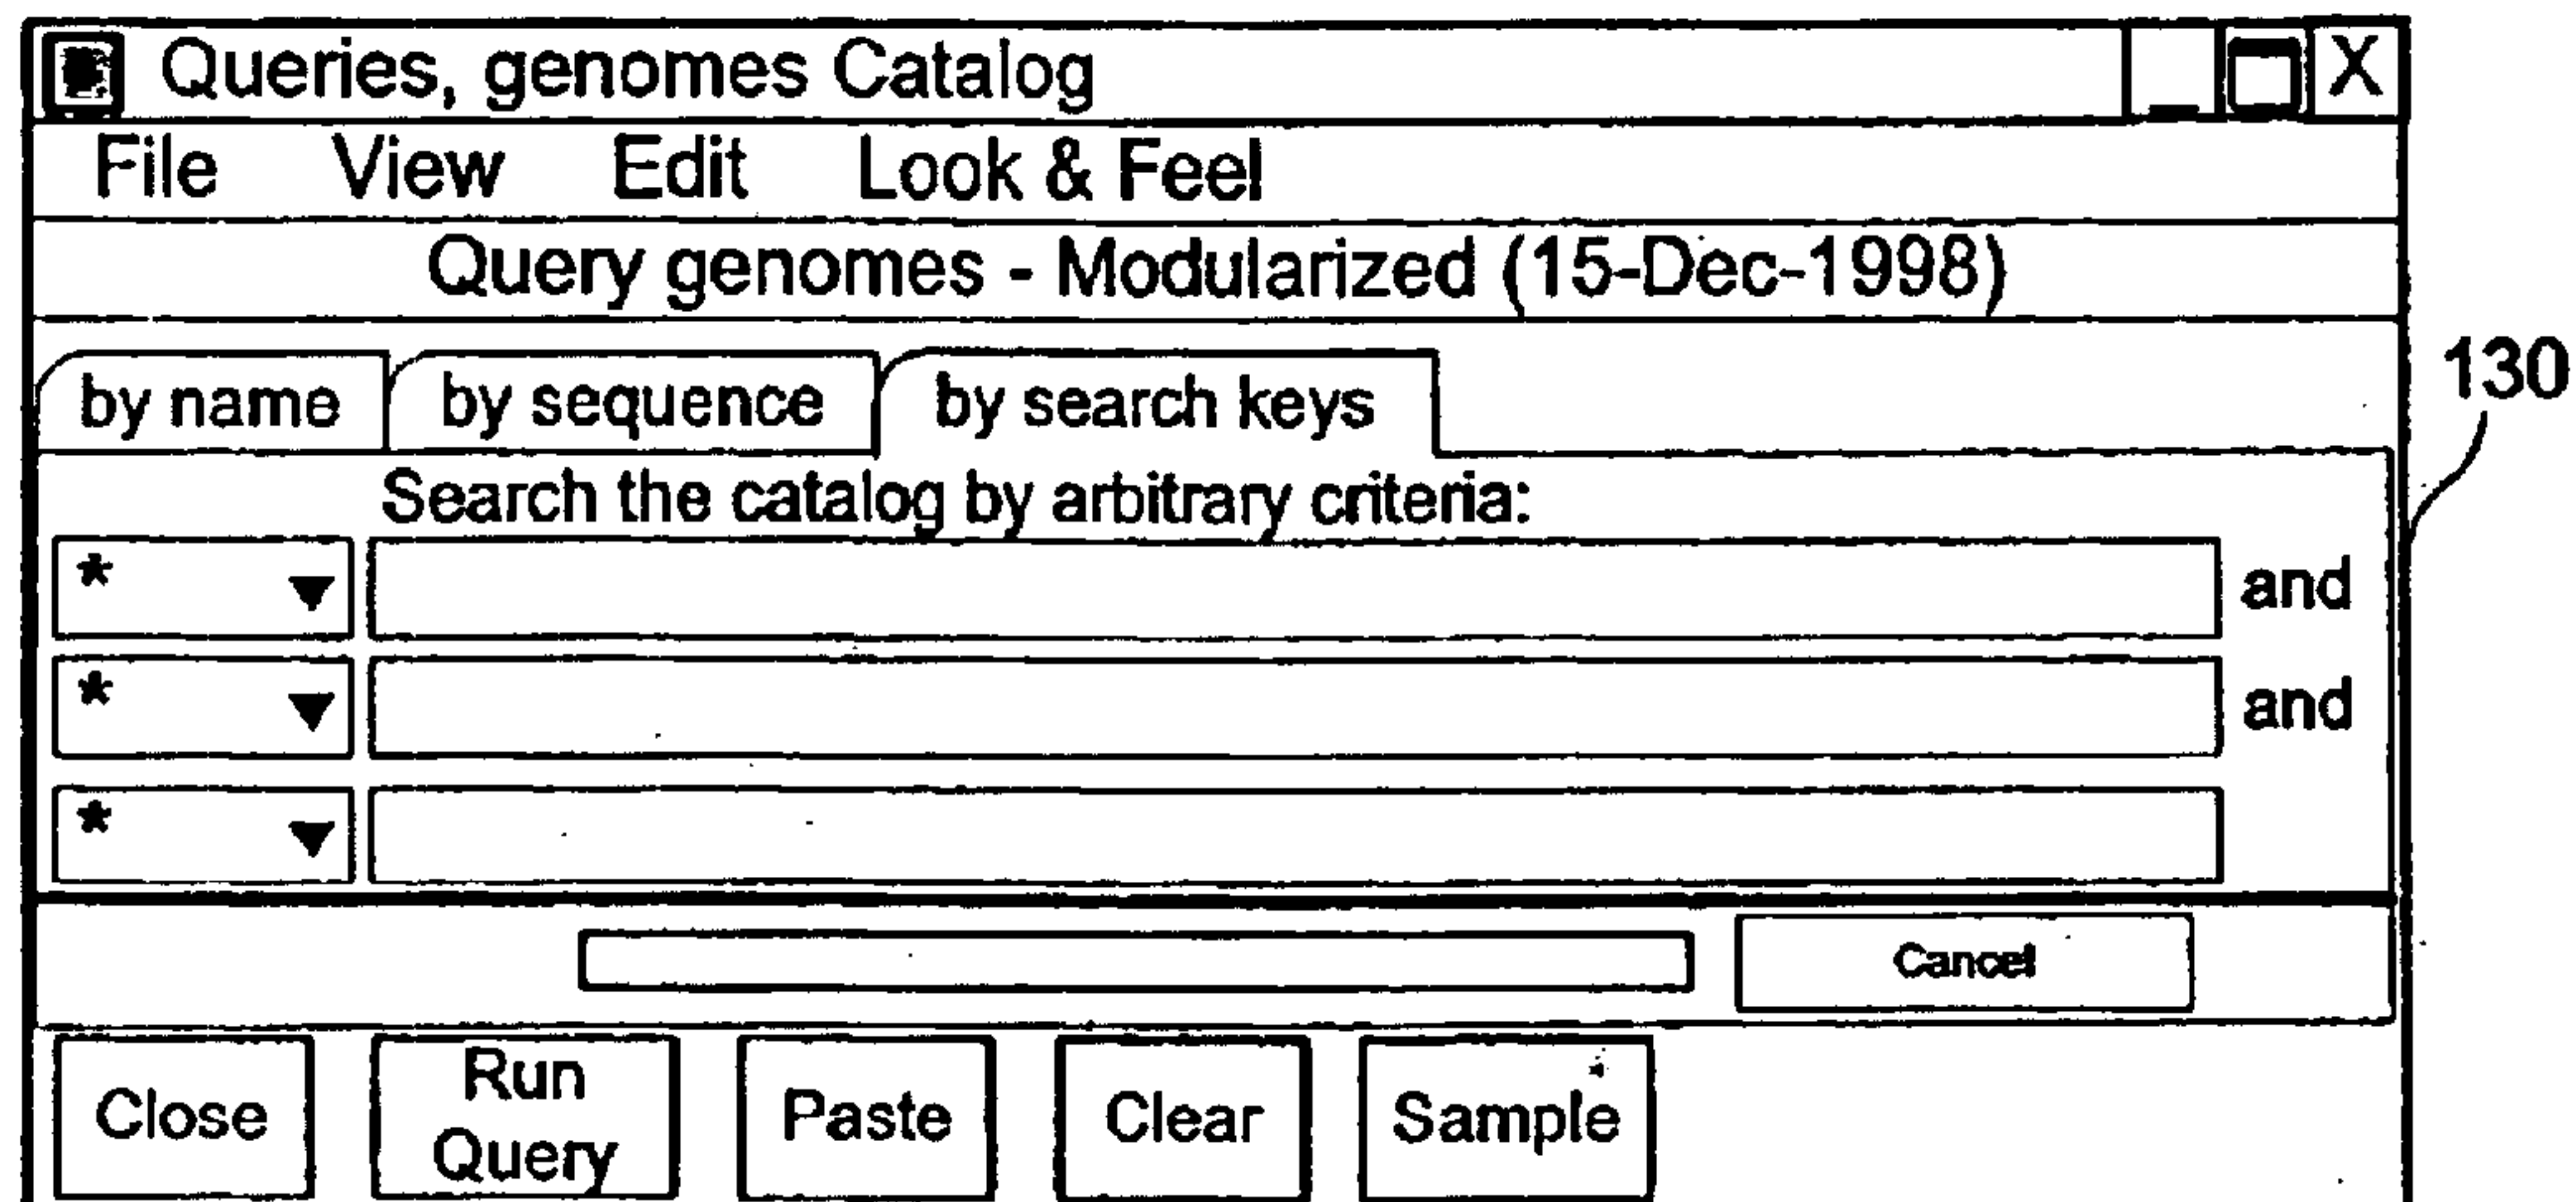 Queries, genomes Catalog _ X
File View Edit Look & Feel
Query genomes - Modularized (15-Dec-1998)
130
by name by sequence by search keys
Search the catalog by arbitrary criteria:
* and
* and
*
Cancel
Close Run Query Paste Clear Sample